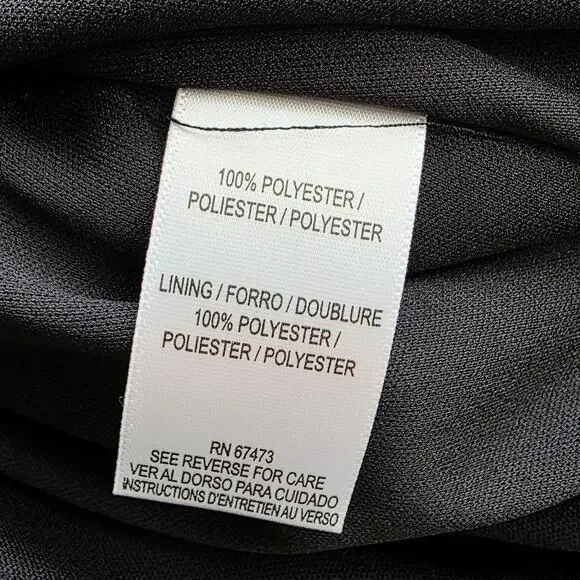 100% POLYESTER /
POLIESTER / POLYESTER
LINING / FORRO / DOUBLURE
100% POLYESTER /
POLIESTER / POLYESTER
RN 67473
SEE REVERSE FOR CARE
VER AL DORSO PARA CUIDADO
INSTRUCTIONS D'ENTRETIEN AU VERSO